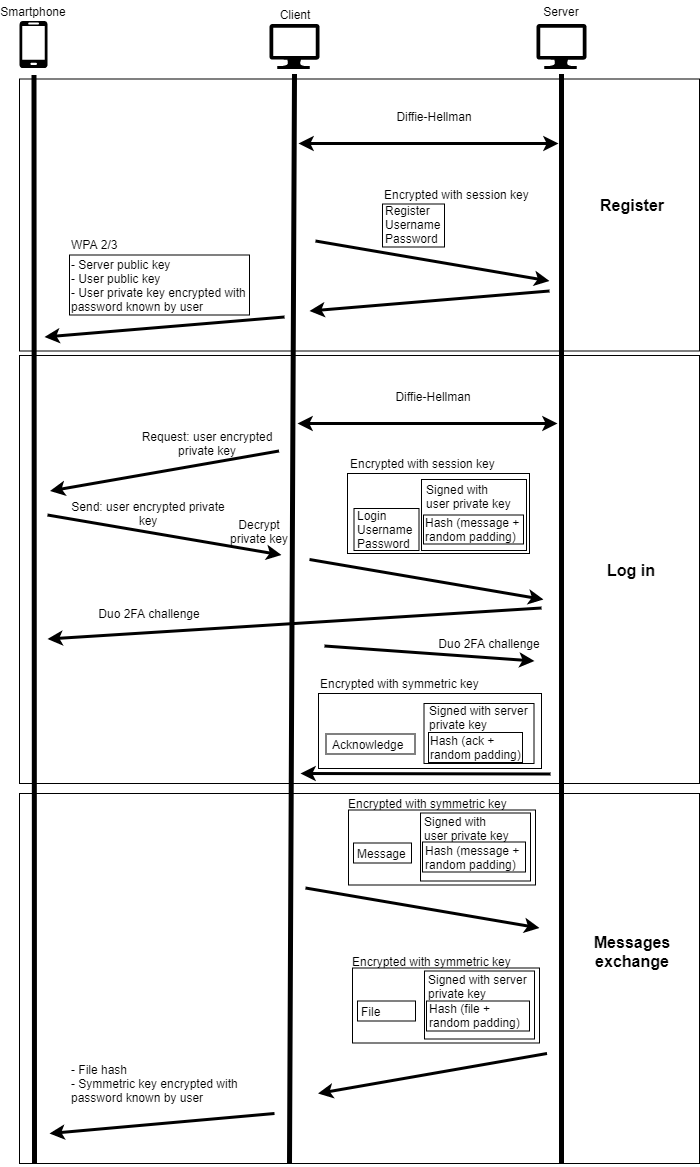 Smartphone
Client
Server
Diffie-Hellman
Encrypted with session key
Register
Username
Password
Register
WPA 2/3
- Server public key
- User public key
- User private key encrypted with
password known by user
Diffie-Hellman
Request: user encrypted
private key
Encrypted with session key
Signed with
user private key
Send: user encrypted private
key
Decrypt
private key
Login
Username
Password
Hash (message +
random padding)
Log in
Duo 2FA challenge
Duo 2FA challenge
Encrypted with symmetric key
Signed with server
private key
Acknowledge
Hash (ack +
random padding)
Encrypted with symmetric key
Signed with
user private key
Message
Hash (message +
random padding)
Messages
exchange
Encrypted with symmetric key
Signed with server
private key
File
Hash (file +
random padding)
- File hash
- Symmetric key encrypted with
password known by user